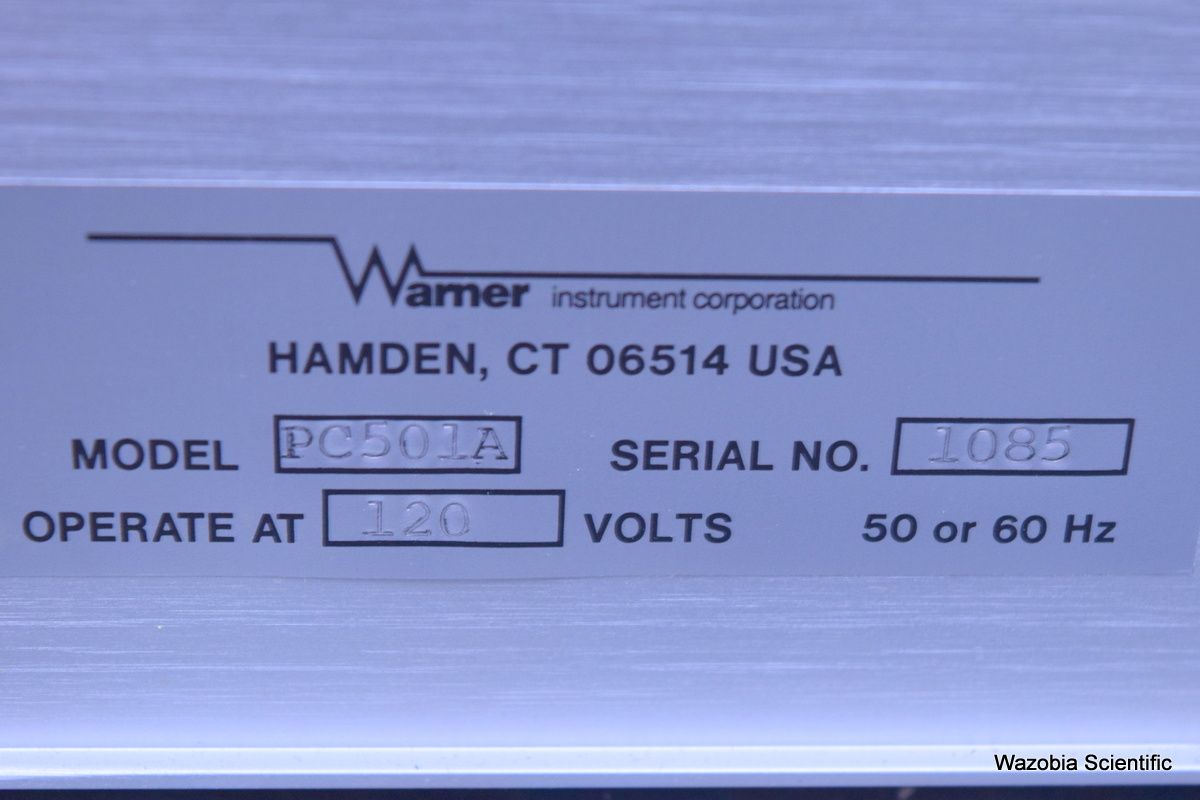 Warner instrument corporation
HAMDEN, CT 06514 USA
MODEL PC501A SERIAL NO. 1085
OPERATE AT 120 VOLTS 50 or 60 Hz
Wazobia Scientific